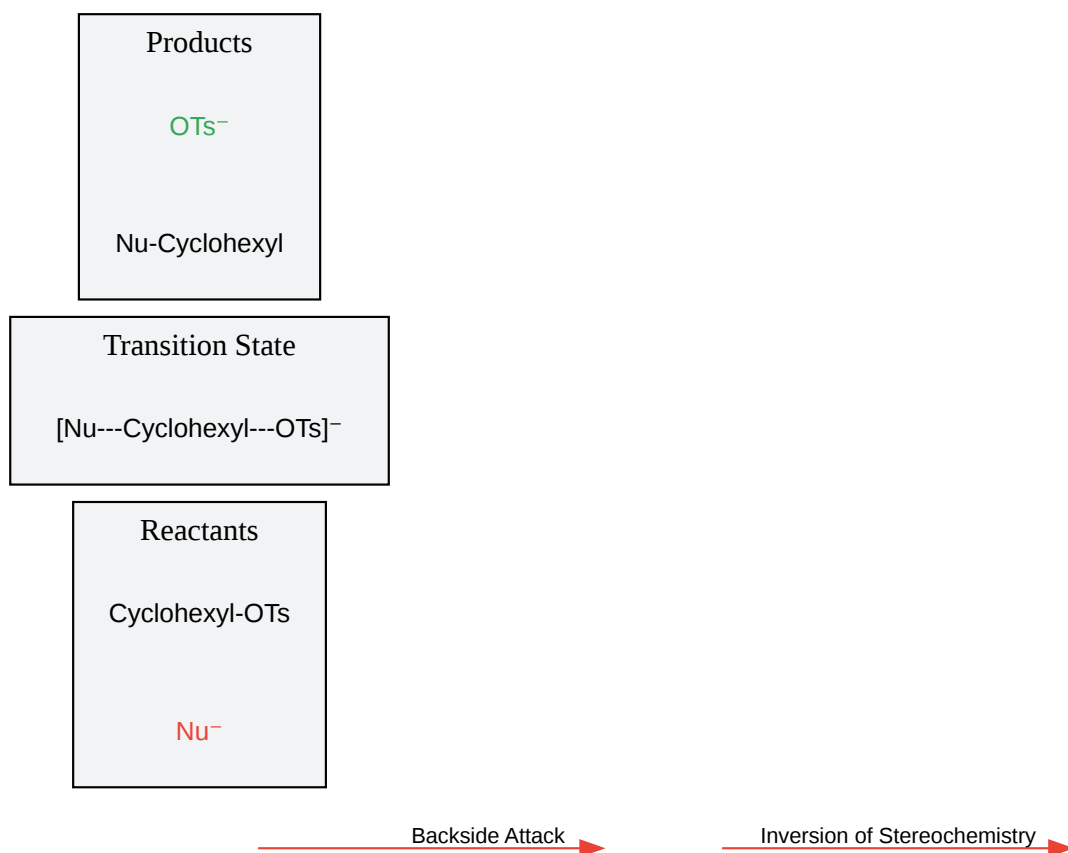 Products
OTs⁻
Nu-Cyclohexyl
Transition State
[Nu---Cyclohexyl---OTs]⁻
Reactants
Cyclohexyl-OTs
Nu⁻
Backside Attack
Inversion of Stereochemistry